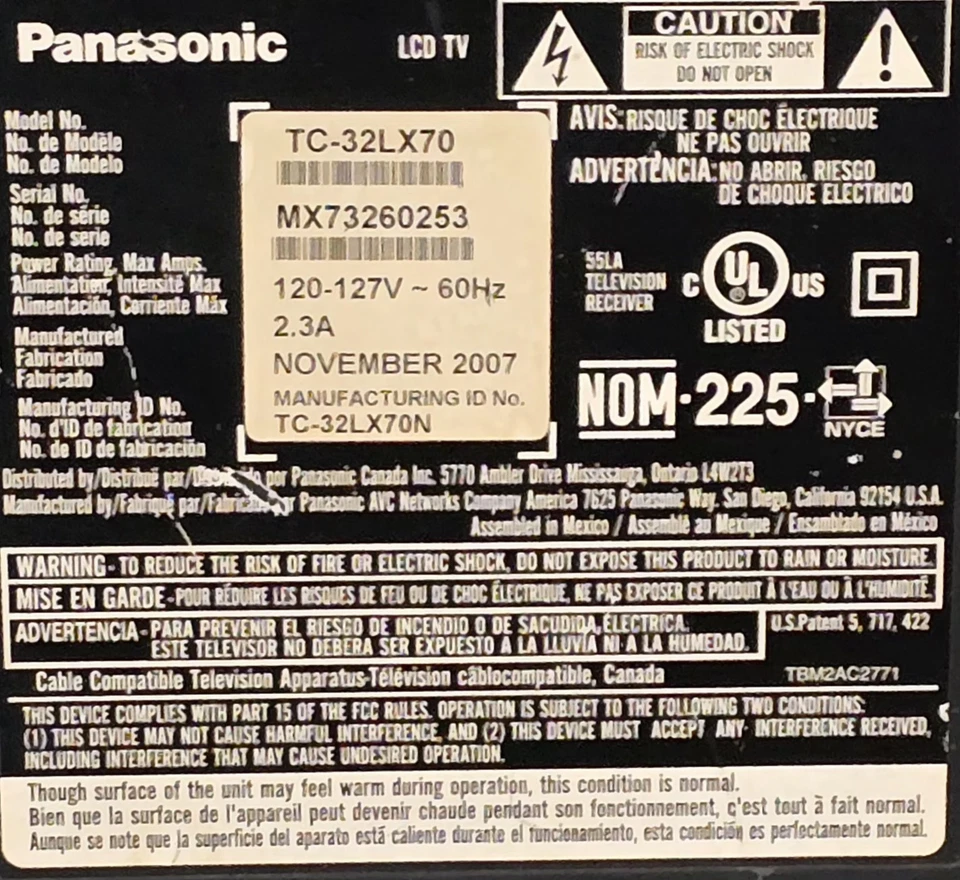 Panasonic LCD TV
CAUTION
RISK OF ELECTRIC SHOCK
DO NOT OPEN
Model No.
No. de Modèle
No. de Modelo
TC-32LX70
Serial No.
No. de série
No. de serie
MX73260253
Power Rating, Max Amps.
Alimentation, Intensité Max
Alimentación, Corriente Máx
120-127V ~ 60Hz
2.3A
Manufactured
Fabrication
Fabricado
NOVEMBER 2007
Manufacturing ID No.
No. d'ID de fabrication
No. de ID de fabricación
MANUFACTURING ID No.
TC-32LX70N
AVIS: RISQUE DE CHOC ÉLECTRIQUE
NE PAS OUVRIR
ADVERTENCIA: NO ABRIR, RIESGO
DE CHOQUE ELECTRICO
55LA
TELEVISION
RECEIVER
C UL US
LISTED
NOM-225-
NYCE
Distributed by/Distribué par/Distribuido por Panasonic Canada Inc. 5770 Ambler Drive Mississauga, Ontario L4W2T3
Manufactured by/Fabriqué par/Fabricado por Panasonic AVC Networks Company America 7625 Panasonic Way. San Diego, California 92154 U.S.A.
Assembled in Mexico / Assemblé au Mexique / Ensamblado en México
WARNING- TO REDUCE THE RISK OF FIRE OR ELECTRIC SHOCK, DO NOT EXPOSE THIS PRODUCT TO RAIN OR MOISTURE.
MISE EN GARDE-POUR RÉDUIRE LES RISQUES DE FEU OU DE CHOC ÉLECTRIQUE, NE PAS EXPOSER CE PRODUIT À L'EAU OU À L'HUMIDITÉ.
ADVERTENCIA-PARA PREVENIR EL RIESGO DE INCENDIO O DE SACUDIDA ELÉCTRICA.
ESTE TELEVISOR NO DEBERA SER EXPUESTO A LA LLUVIA NI A LA HUMEDAD.
U.S.Patent 5, 717, 422
Cable Compatible Television Apparatus-Télévision câblocompatible, Canada
TBM2AC2771
THIS DEVICE COMPLIES WITH PART 15 OF THE FCC RULES. OPERATION IS SUBJECT TO THE FOLLOWING TWO CONDITIONS:
(1) THIS DEVICE MAY NOT CAUSE HARMFUL INTERFERENCE, AND (2) THIS DEVICE MUST ACCEPT ANY INTERFERENCE RECEIVED,
INCLUDING INTERFERENCE THAT MAY CAUSE UNDESIRED OPERATION.
Though surface of the unit may feel warm during operation, this condition is normal.
Bien que la surface de l'appareil peut devenir chaude pendant son fonctionnement, c'est tout à fait normal.
Aunque se note que la superficie del aparato está caliente durante el funcionamiento, esta condición es perfectamente normal.